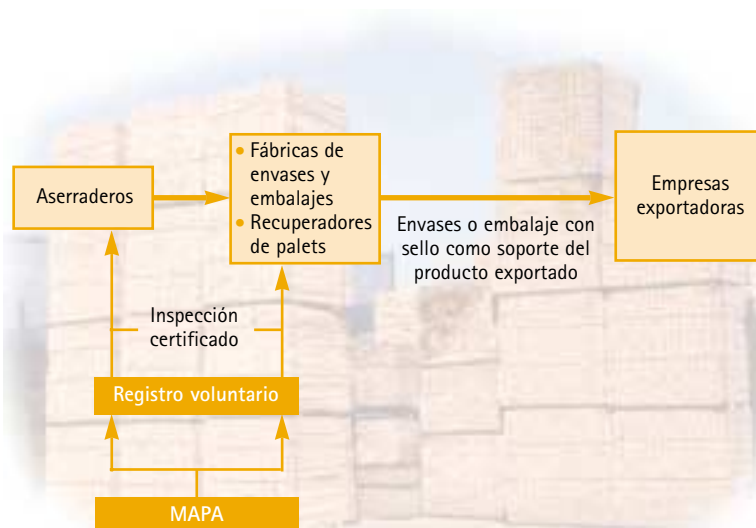 Aserraderos
• Fábricas de
envases y
embalajes
• Recuperadores
de palets
Empresas
exportadoras
Envases o embalaje con
sello como soporte del
producto exportado
Inspección
certificado
Registro voluntario
MAPA